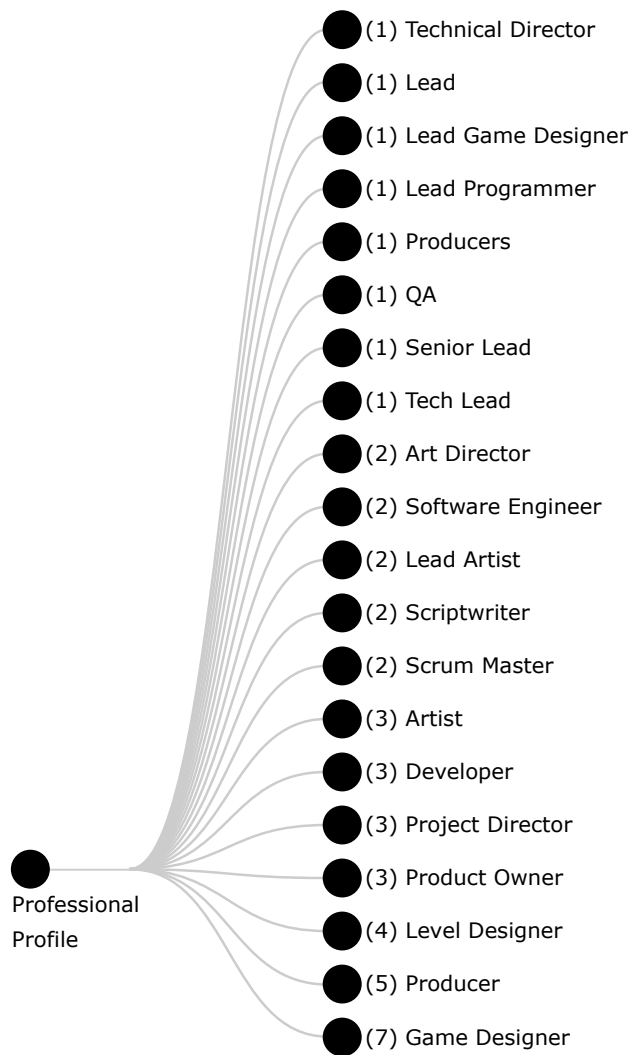 (1) Technical Director
(1) Lead
(1) Lead Game Designer
(1) Lead Programmer
(1) Producers
(1) QA
(1) Senior Lead
(1) Tech Lead
(2) Art Director
(2) Software Engineer
(2) Lead Artist
(2) Scriptwriter
(2) Scrum Master
(3) Artist
(3) Developer
(3) Project Director
(3) Product Owner
(4) Level Designer
(5) Producer
(7) Game Designer
Professional
Profile